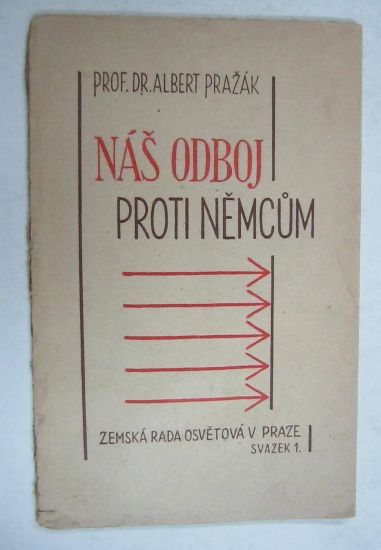 PROF. DR. ALBERT PRAŽÁK
NÁŠ ODBOJ
PROTI NĚMCŮM
ZEMSKÁ RADA OSVĚTOVÁ V PRAZE
SVAZEK 1.